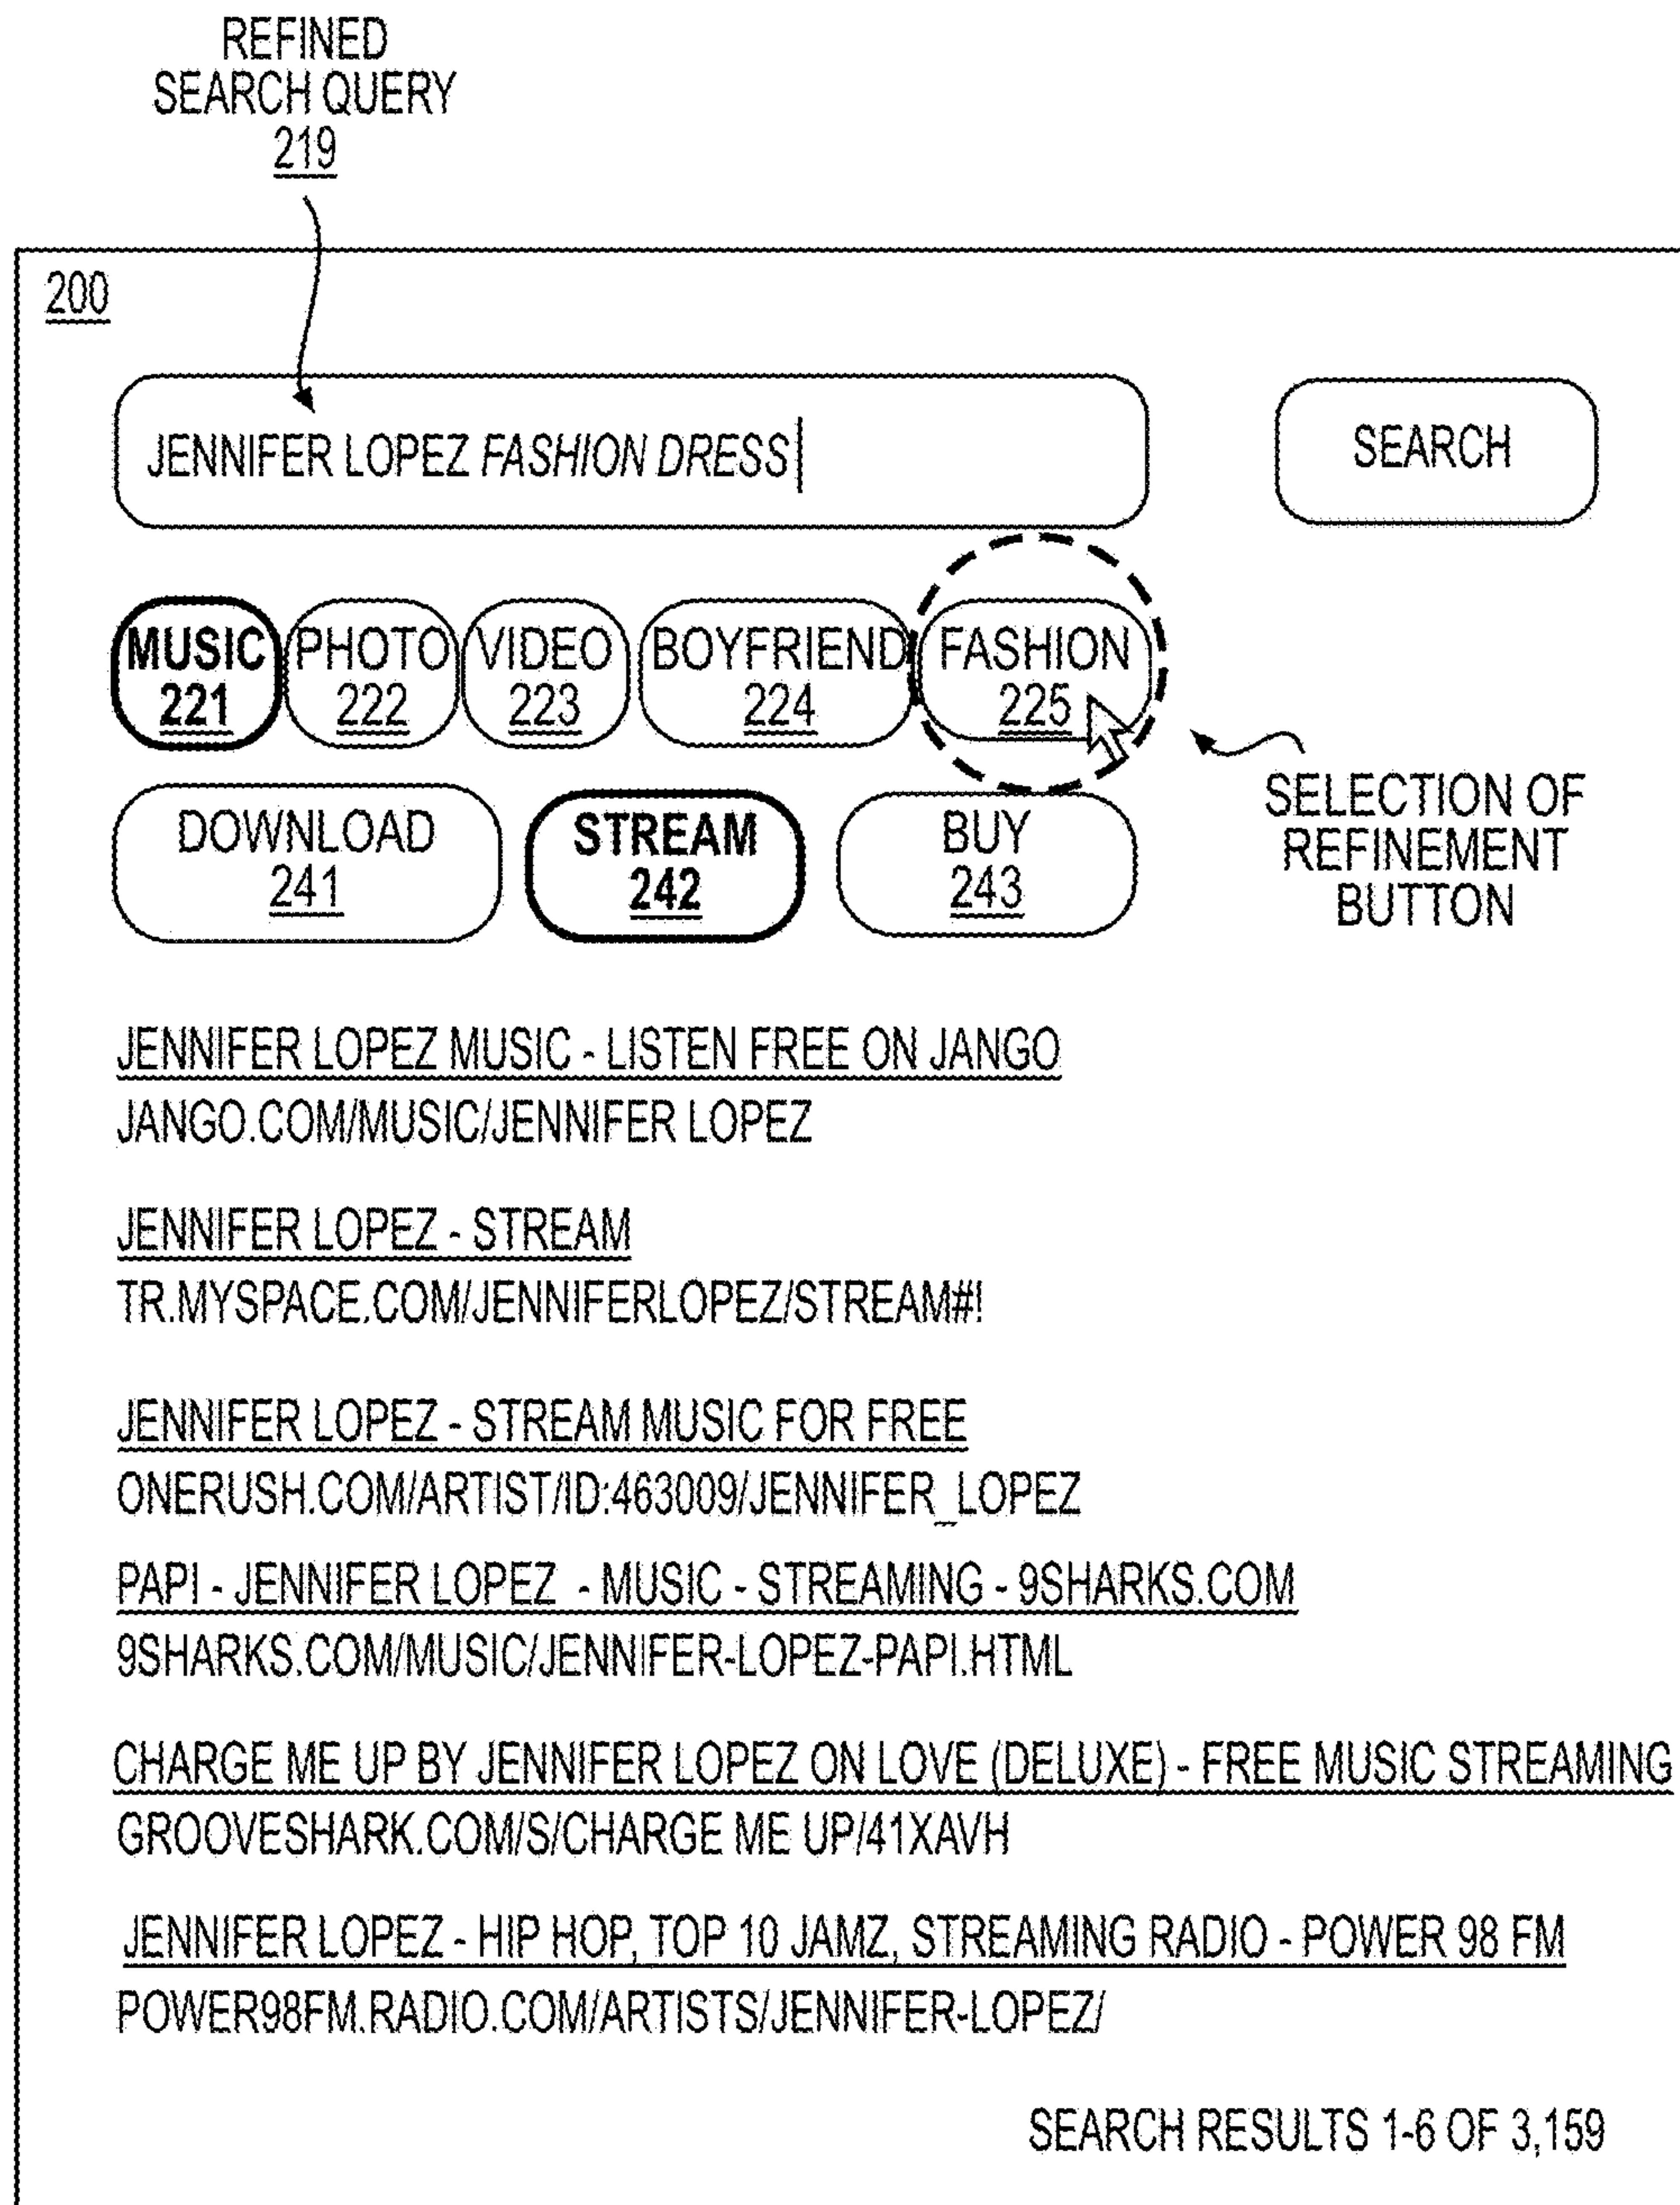 REFINED
SEARCH QUERY
219
200
JENNIFER LOPEZ FASHION DRESS
SEARCH
MUSIC PHOTO VIDEO BOYFRIEND FASHION
221 222 223 224 225
DOWNLOAD STREAM BUY
241 242 243
SELECTION OF
REFINEMENT
BUTTON
JENNIFER LOPEZ MUSIC - LISTEN FREE ON JANGO
JANGO.COM/MUSIC/JENNIFER LOPEZ
JENNIFER LOPEZ - STREAM
TR.MYSPACE.COM/JENNIFERLOPEZ/STREAM#!
JENNIFER LOPEZ - STREAM MUSIC FOR FREE
ONERUSH.COM/ARTIST/ID:463009/JENNIFER_LOPEZ
PAPI - JENNIFER LOPEZ - MUSIC - STREAMING - 9SHARKS.COM
9SHARKS.COM/MUSIC/JENNIFER-LOPEZ-PAPI.HTML
CHARGE ME UP BY JENNIFER LOPEZ ON LOVE (DELUXE) - FREE MUSIC STREAMING
GROOVESHARK.COM/S/CHARGE ME UP/41XAVH
JENNIFER LOPEZ - HIP HOP, TOP 10 JAMZ, STREAMING RADIO - POWER 98 FM
POWER98FM.RADIO.COM/ARTISTS/JENNIFER-LOPEZ/
SEARCH RESULTS 1-6 OF 3,159